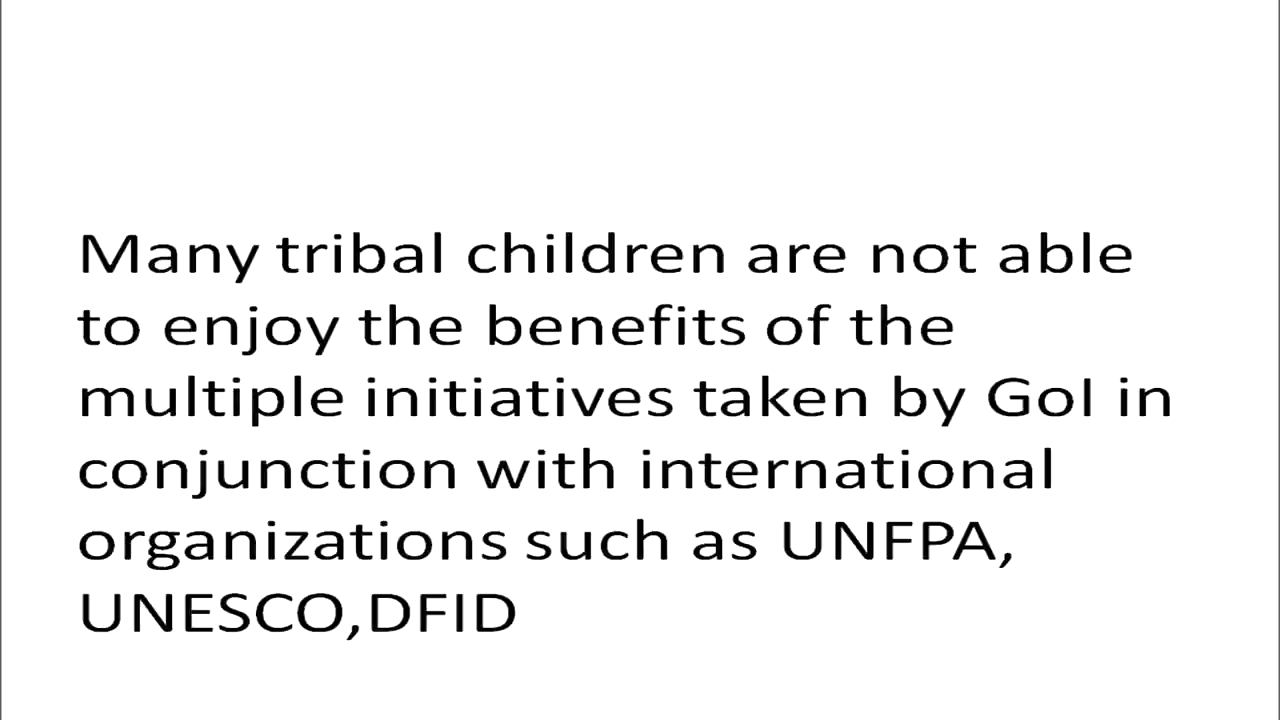 Many tribal children are not able
to enjoy the benefits of the
multiple initiatives taken by GoI in
conjunction with international
organizations such as UNFPA,
UNESCO,DFID